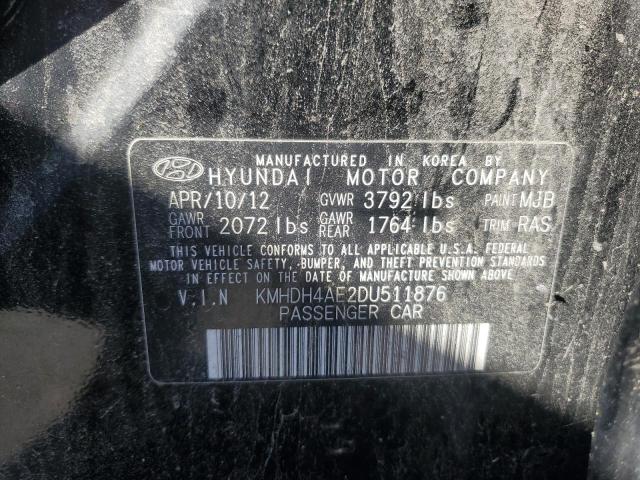 MANUFACTURED IN KOREA BY
HYUNDAI MOTOR COMPANY
APR/10/12 GVWR 3792 lbs PAINT MJB
GAWR FRONT 2072 lbs GAWR REAR 1764 lbs TRIM RAS
THIS VEHICLE CONFORMS TO ALL APPLICABLE U.S.A. FEDERAL
MOTOR VEHICLE SAFETY, BUMPER, AND THEFT PREVENTION STANDARDS
IN EFFECT ON THE DATE OF MANUFACTURE SHOWN ABOVE.
V.I.N KMHDH4AE2DU511876
PASSENGER CAR